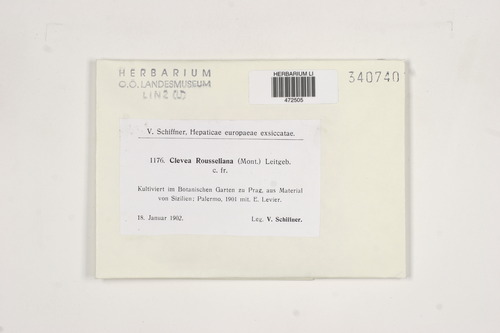 HERBARIUM
O.Ö. LANDESMUSEUM
LINZ (LI)
HERBARIUM LI
472505
340740
V. Schiffner, Hepaticae europaeae exsiccatae.
1176. Clevea Rousseliana (Mont.) Leitgeb.
c. fr.
Kultiviert im Botanischen Garten zu Prag, aus Material
von Sizilien; Palermo, 1901 mit. E. Levier.
18. Januar 1902. Leg. V. Schiffner.